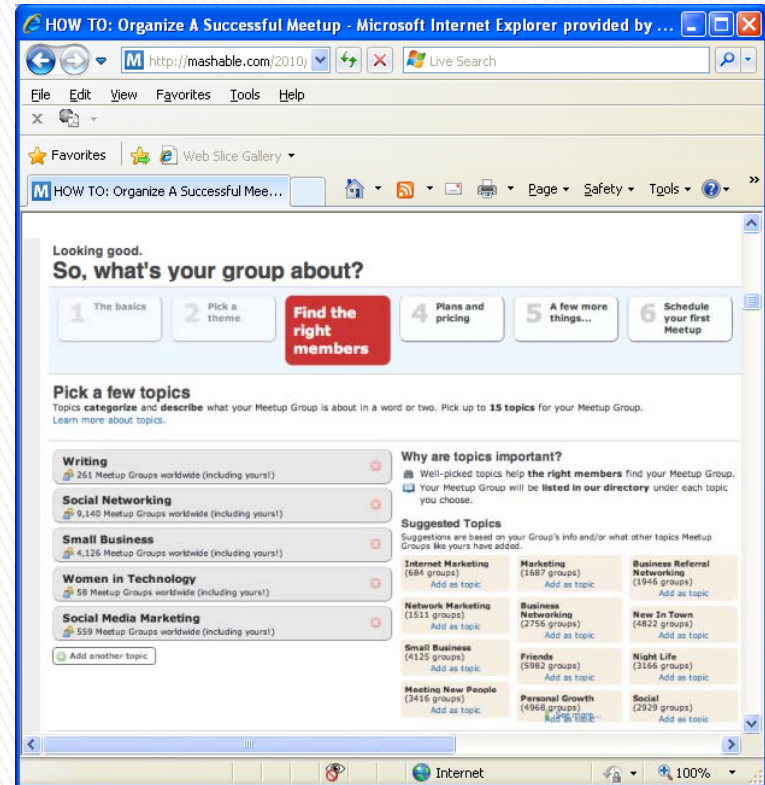 HOW TO: Organize A Successful Meetup - Microsoft Internet Explorer provided by ...
M http://mashable.com/2010/
Live Search
File Edit View Favorites Tools Help
X
Favorites Web Slice Gallery
M HOW TO: Organize A Successful Mee...
Page Safety Tools »
Looking good.
So, what's your group about?
1 The basics
2 Pick a theme
Find the right members
4 Plans and pricing
5 A few more things...
6 Schedule your first Meetup
Pick a few topics
Topics categorize and describe what your Meetup Group is about in a word or two. Pick up to 15 topics for your Meetup Group.
Learn more about topics.
Writing
261 Meetup Groups worldwide (including yours!)
Social Networking
9,140 Meetup Groups worldwide (including yours!)
Small Business
4,126 Meetup Groups worldwide (including yours!)
Women in Technology
58 Meetup Groups worldwide (including yours!)
Social Media Marketing
559 Meetup Groups worldwide (including yours!)
Add another topic
Why are topics important?
Well-picked topics help the right members find your Meetup Group.
Your Meetup Group will be listed in our directory under each topic
you choose.
Suggested Topics
Suggestions are based on your Group's info and/or what other topics Meetup
Groups like yours have added.
Internet Marketing
(684 groups)
Add as topic
Marketing
(1687 groups)
Add as topic
Business Referral
Networking
(1946 groups)
Add as topic
Network Marketing
(1511 groups)
Add as topic
Business
Networking
(2756 groups)
Add as topic
New In Town
(4822 groups)
Add as topic
Small Business
(4125 groups)
Add as topic
Friends
(5982 groups)
Add as topic
Night Life
(3166 groups)
Add as topic
Meeting New People
(3416 groups)
Add as topic
Personal Growth
(4968 groups)
Add as topic
Social
(2929 groups)
Add as topic
Internet
100%